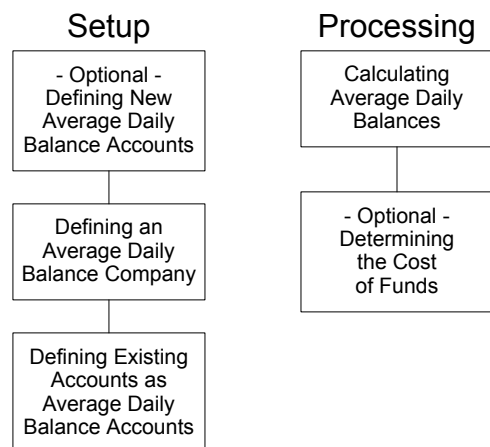 Setup
- Optional -
Defining New
Average Daily
Balance Accounts
Defining an
Average Daily
Balance Company
Defining Existing
Accounts as
Average Daily
Balance Accounts
Processing
Calculating
Average Daily
Balances
- Optional -
Determining
the Cost
of Funds